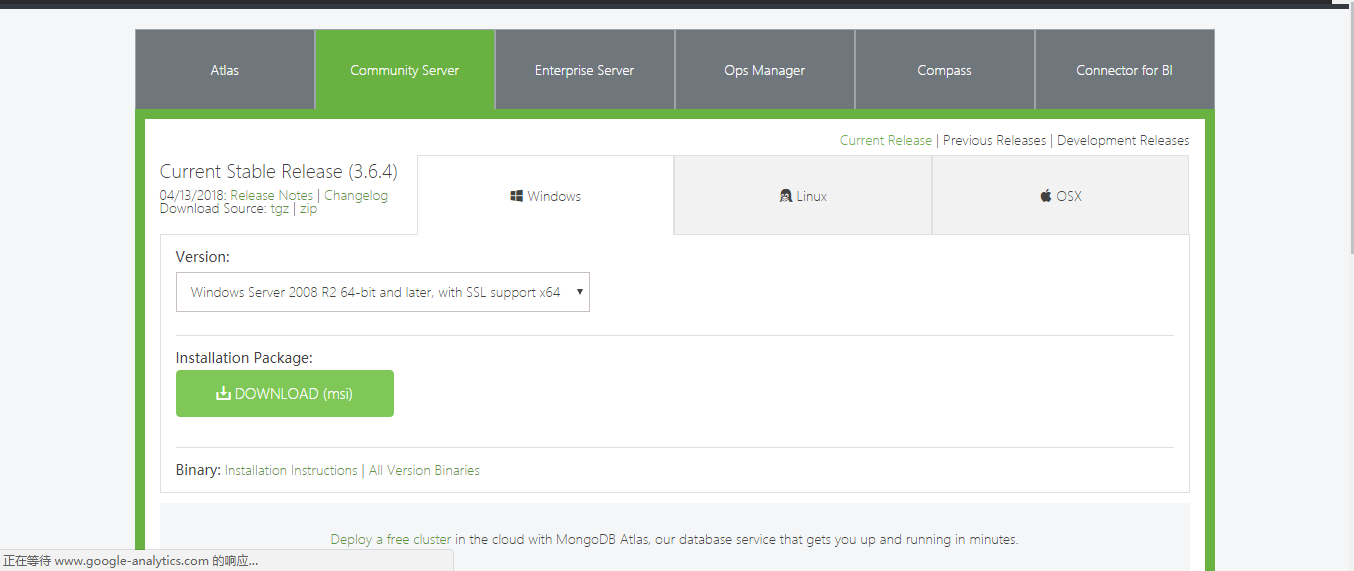 Atlas Community Server Enterprise Server Ops Manager Compass Connector for BI
Current Release | Previous Releases | Development Releases
Current Stable Release (3.6.4)
04/13/2018: Release Notes | Changelog
Download Source: tgz | zip
Windows Linux OSX
Version:
Windows Server 2008 R2 64-bit and later, with SSL support x64
Installation Package:
DOWNLOAD (msi)
Binary: Installation Instructions | All Version Binaries
Deploy a free cluster in the cloud with MongoDB Atlas, our database service that gets you up and running in minutes.
正在等待 www.google-analytics.com 的响应...